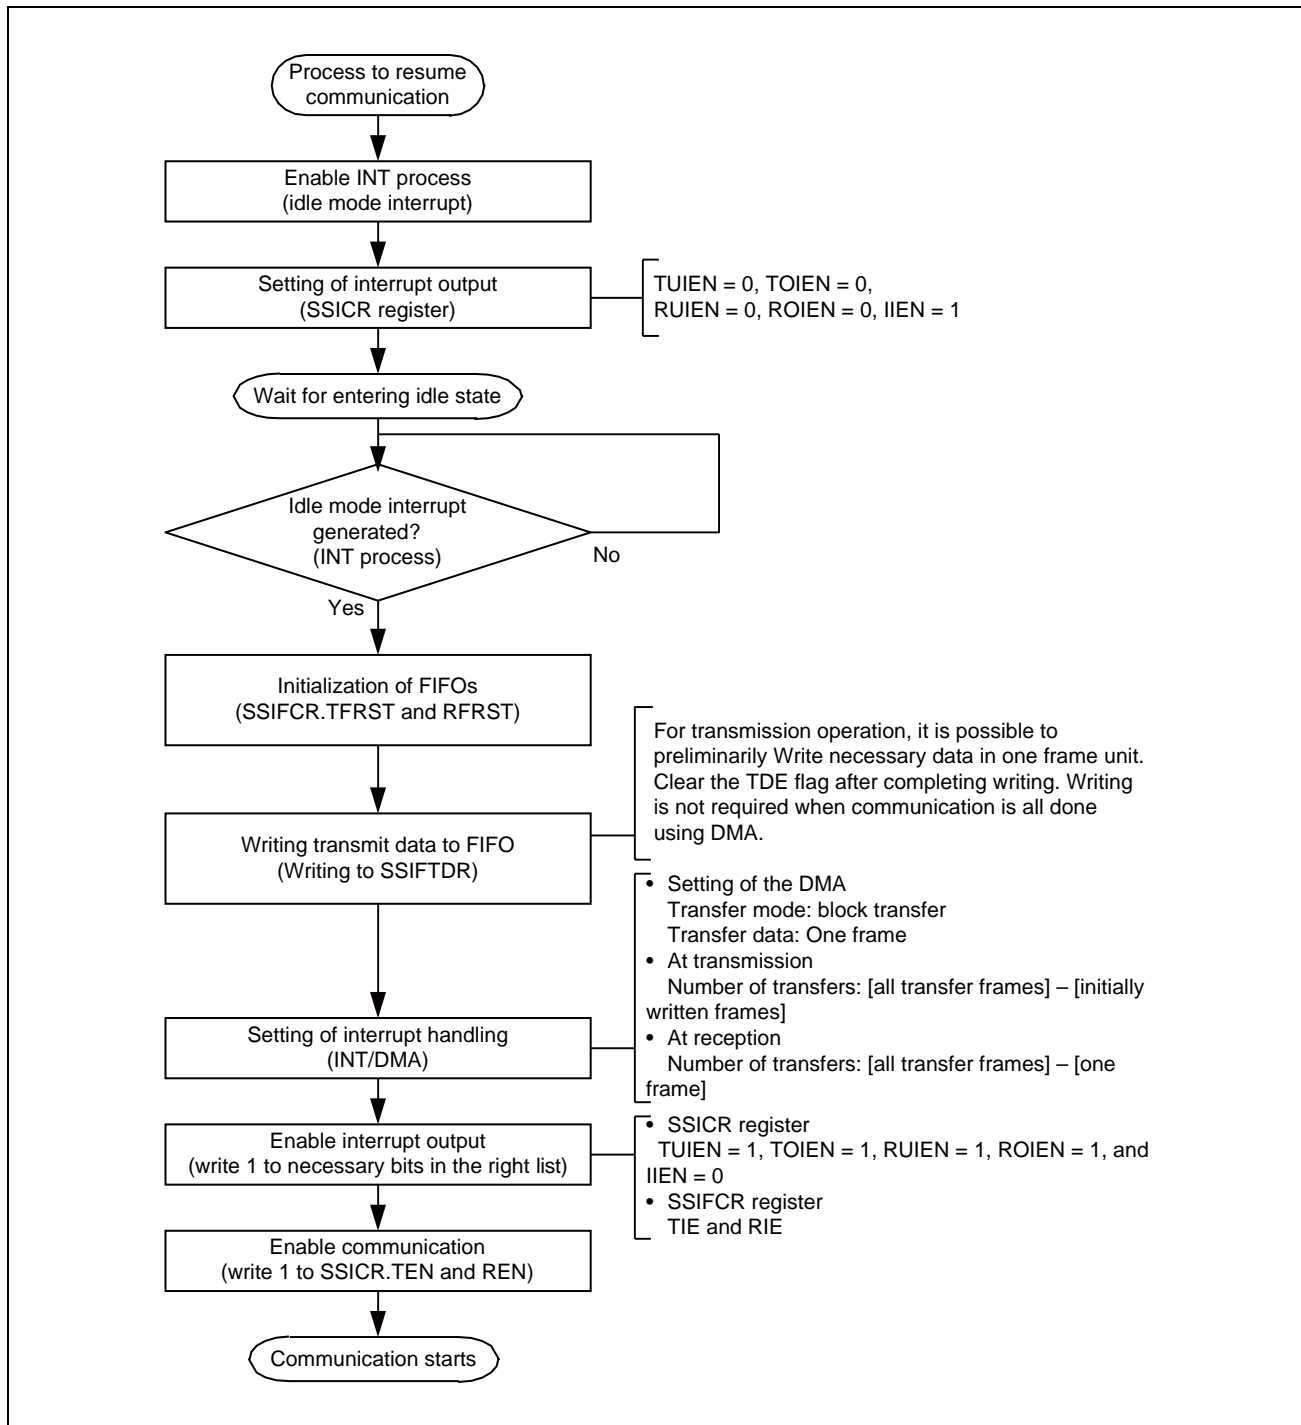 Process to resume
communication
Enable INT process
(idle mode interrupt)
Setting of interrupt output
(SSICR register)
TUIEN = 0, TOIEN = 0,
RUIEN = 0, ROIEN = 0, IIEN = 1
Wait for entering idle state
Idle mode interrupt
generated?
(INT process)
No
Yes
Initialization of FIFOs
(SSIFCR.TFRST and RFRST)
For transmission operation, it is possible to
preliminarily Write necessary data in one frame unit.
Clear the TDE flag after completing writing. Writing
is not required when communication is all done
using DMA.
Writing transmit data to FIFO
(Writing to SSIFTDR)
• Setting of the DMA
Transfer mode: block transfer
Transfer data: One frame
• At transmission
Number of transfers: [all transfer frames] – [initially
written frames]
• At reception
Number of transfers: [all transfer frames] – [one
frame]
Setting of interrupt handling
(INT/DMA)
Enable interrupt output
(write 1 to necessary bits in the right list)
• SSICR register
TUIEN = 1, TOIEN = 1, RUIEN = 1, ROIEN = 1, and
IIEN = 0
• SSIFCR register
TIE and RIE
Enable communication
(write 1 to SSICR.TEN and REN)
Communication starts